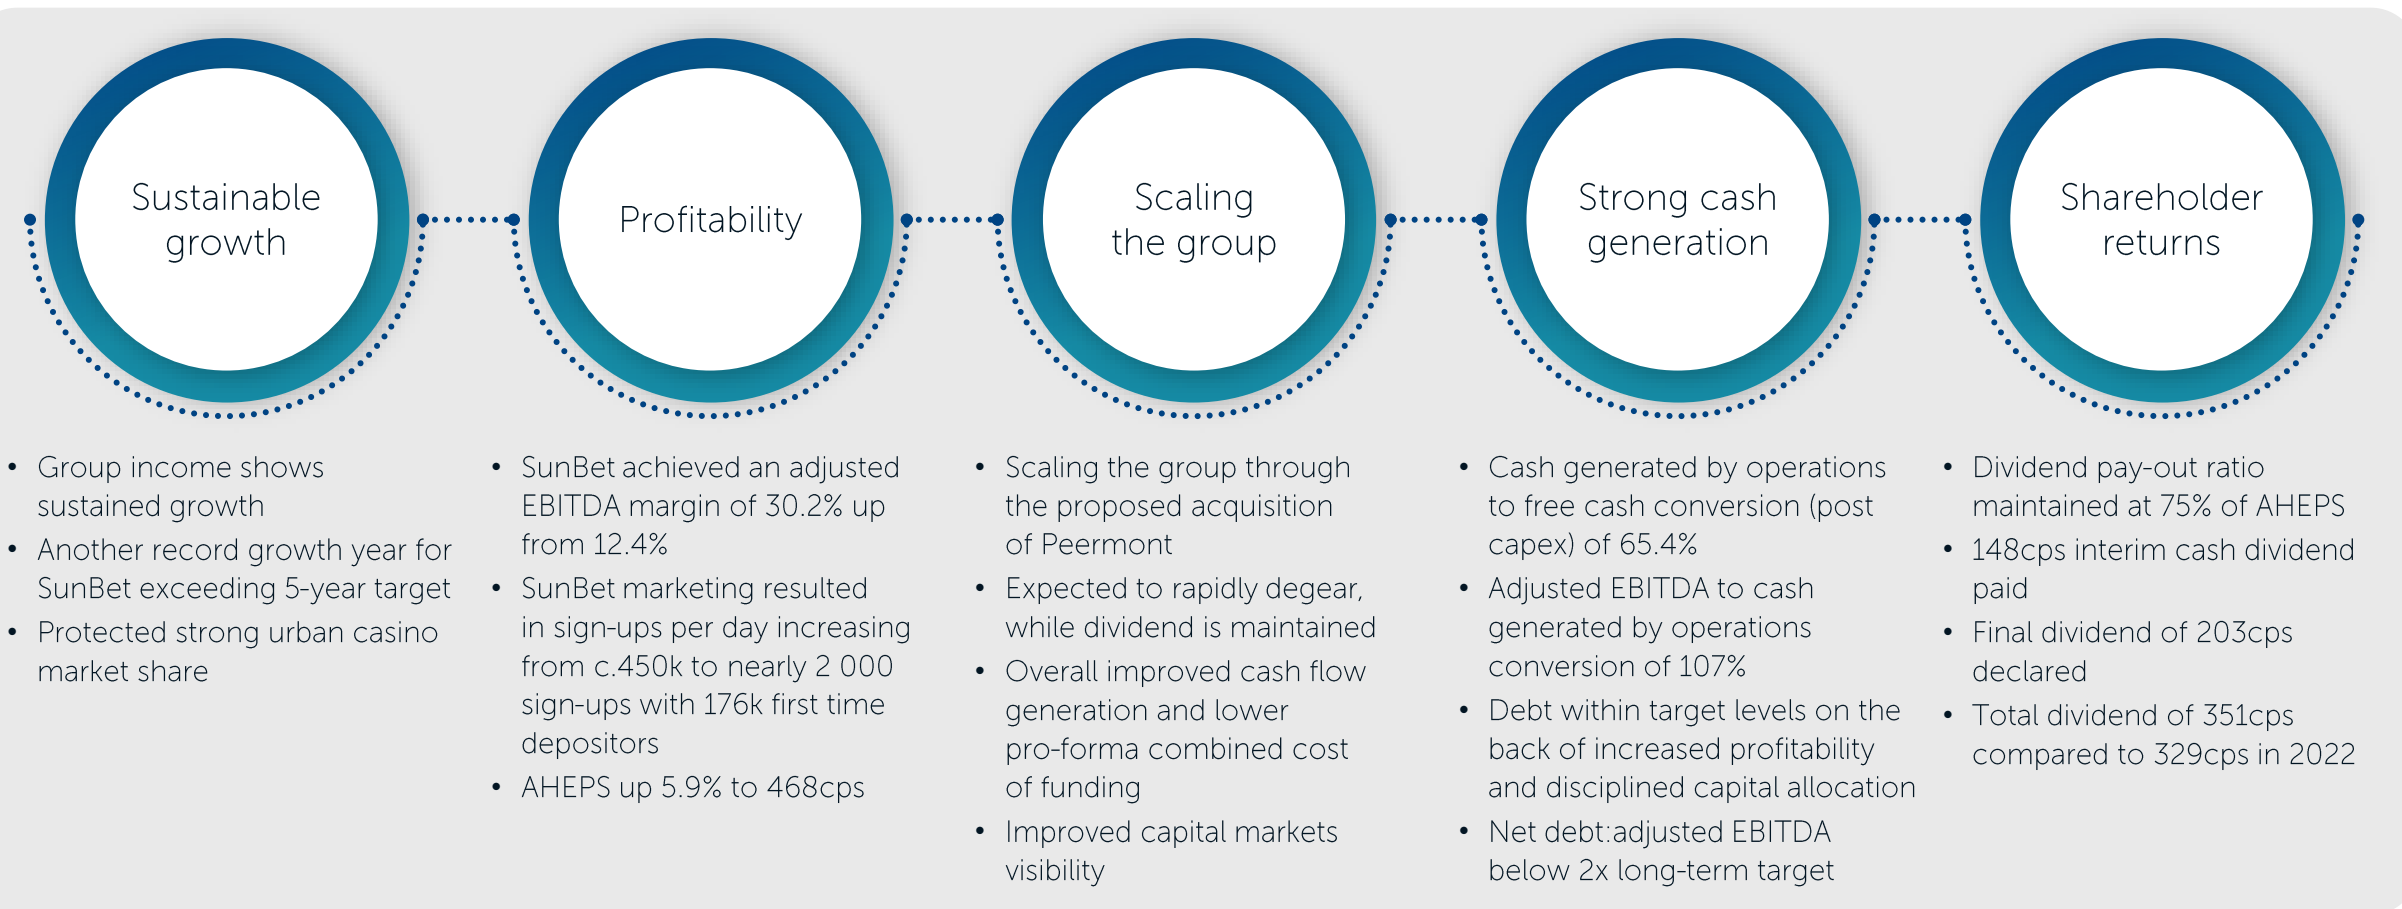 Sustainable
growth
Profitability
Scaling
the group
Strong cash
generation
Shareholder
returns
• Group income shows
sustained growth
• Another record growth year for
SunBet exceeding 5-year target
• Protected strong urban casino
market share
• SunBet achieved an adjusted
EBITDA margin of 30.2% up
from 12.4%
• SunBet marketing resulted
in sign-ups per day increasing
from c.450k to nearly 2 000
sign-ups with 176k first time
depositors
• AHEPS up 5.9% to 468cps
• Scaling the group through
the proposed acquisition
of Peermont
• Expected to rapidly degear,
while dividend is maintained
• Overall improved cash flow
generation and lower
pro-forma combined cost
of funding
• Improved capital markets
visibility
• Cash generated by operations
to free cash conversion (post
capex) of 65.4%
• Adjusted EBITDA to cash
generated by operations
conversion of 107%
• Debt within target levels on the
back of increased profitability
and disciplined capital allocation
• Net debt:adjusted EBITDA
below 2x long-term target
• Dividend pay-out ratio
maintained at 75% of AHEPS
• 148cps interim cash dividend
paid
• Final dividend of 203cps
declared
• Total dividend of 351cps
compared to 329cps in 2022